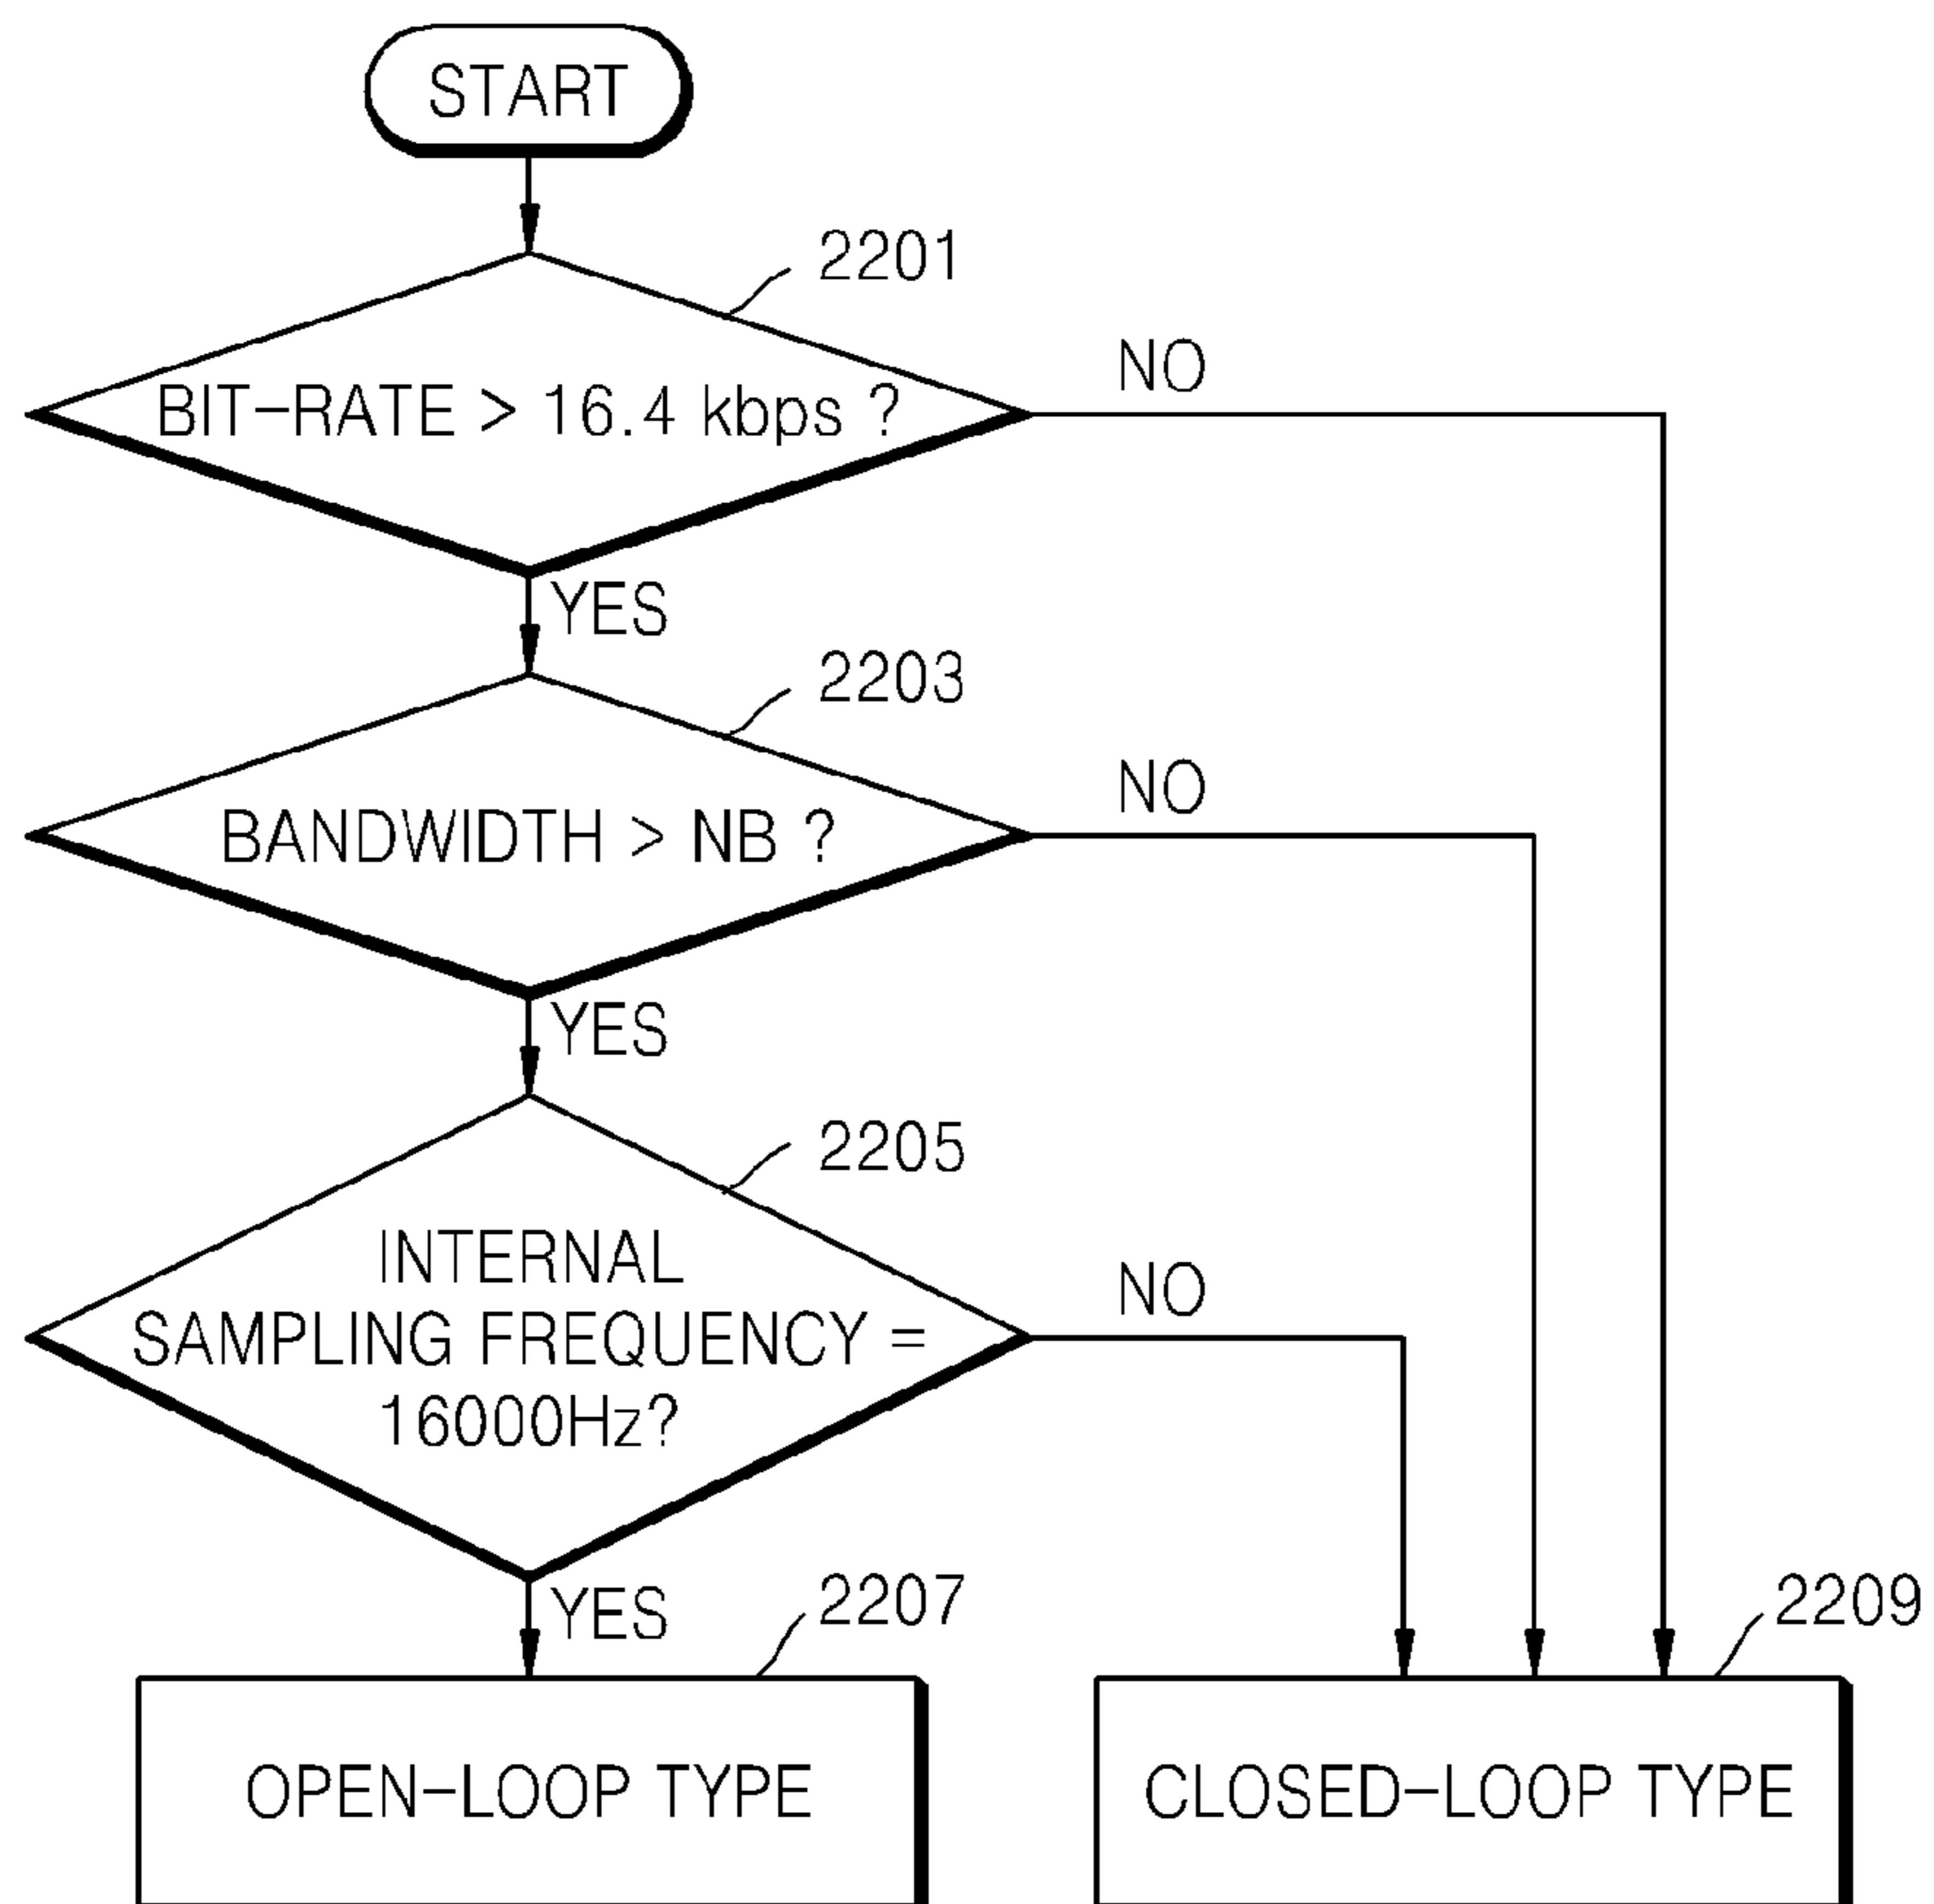 START
2201
BIT-RATE > 16.4 kbps ?
NO
YES
2203
BANDWIDTH > NB ?
NO
YES
2205
INTERNAL
SAMPLING FREQUENCY =
16000Hz?
NO
YES
2207
2209
OPEN-LOOP TYPE
CLOSED-LOOP TYPE